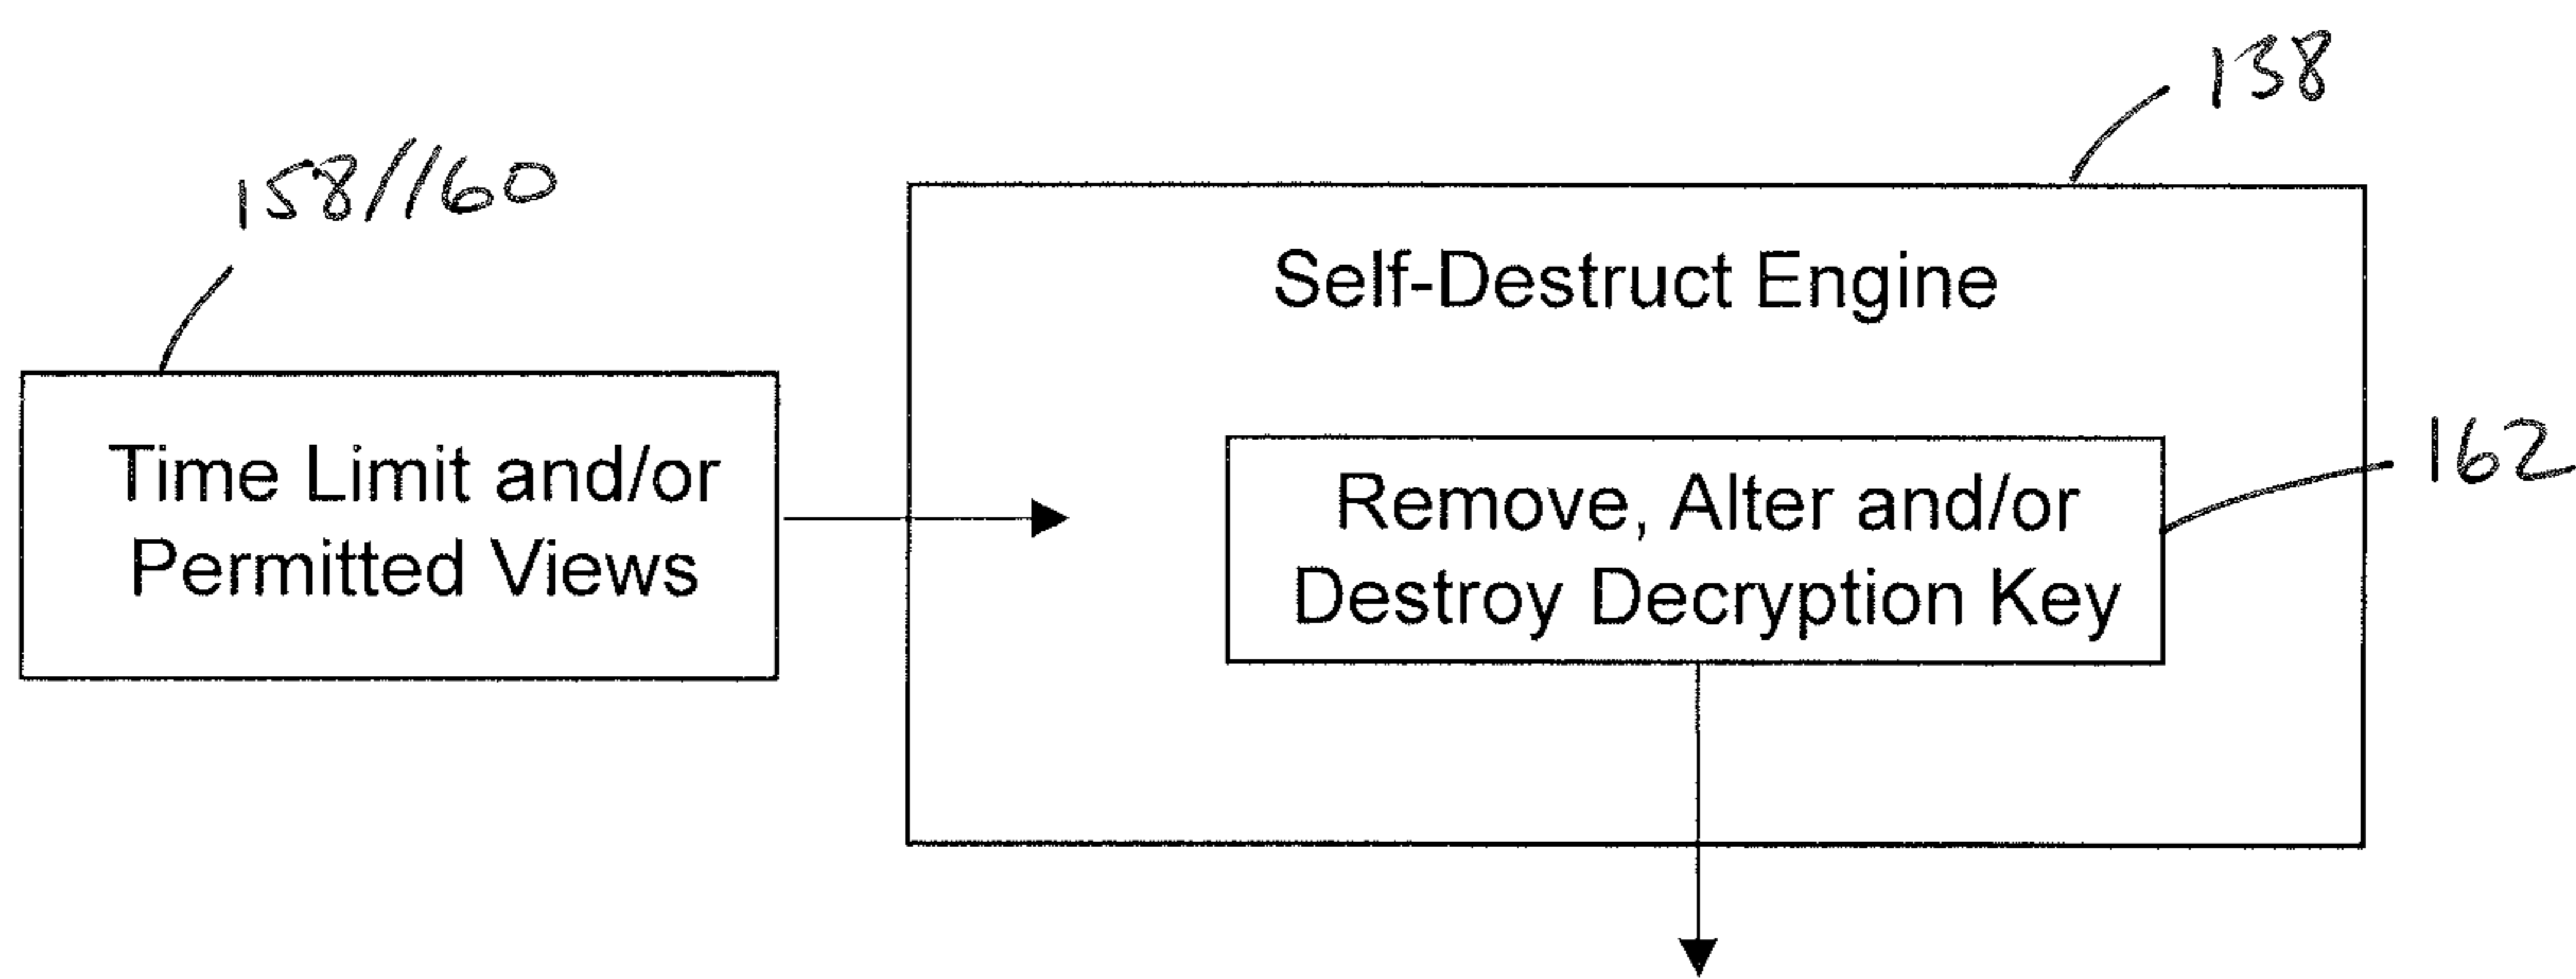 138
158/160
Self-Destruct Engine
Time Limit and/or
Permitted Views
Remove, Alter and/or
Destroy Decryption Key
162